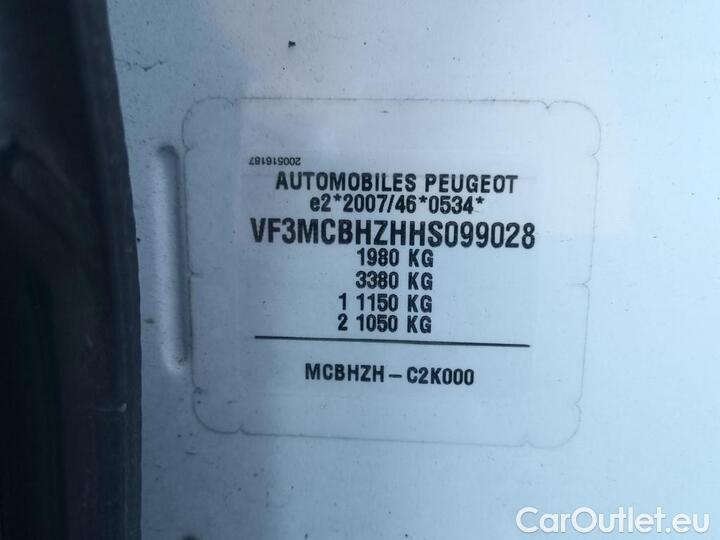 200516187
AUTOMOBILES PEUGEOT
e2*2007/46*0534*
VF3MCBHZHHS099028
1980 KG
3380 KG
1 1150 KG
2 1050 KG
MCBHZH-C2K000
CarOutlet.eu